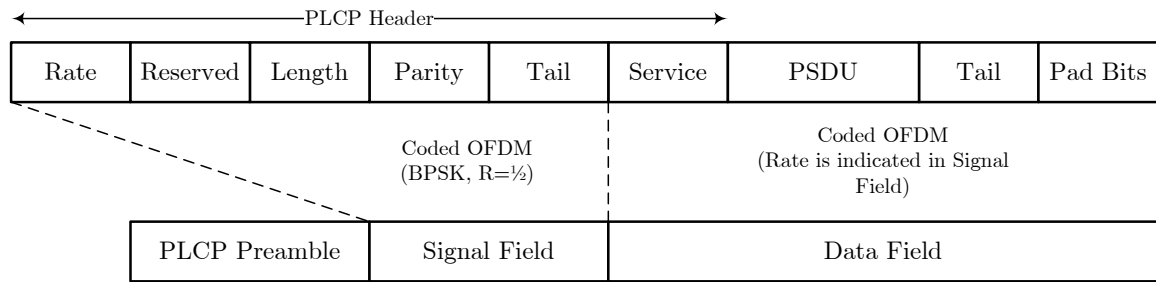 PLCP Header
Rate Reserved Length Parity Tail Service PSDU Tail Pad Bits
Coded OFDM
(BPSK, R=½)
Coded OFDM
(Rate is indicated in Signal
Field)
PLCP Preamble Signal Field Data Field